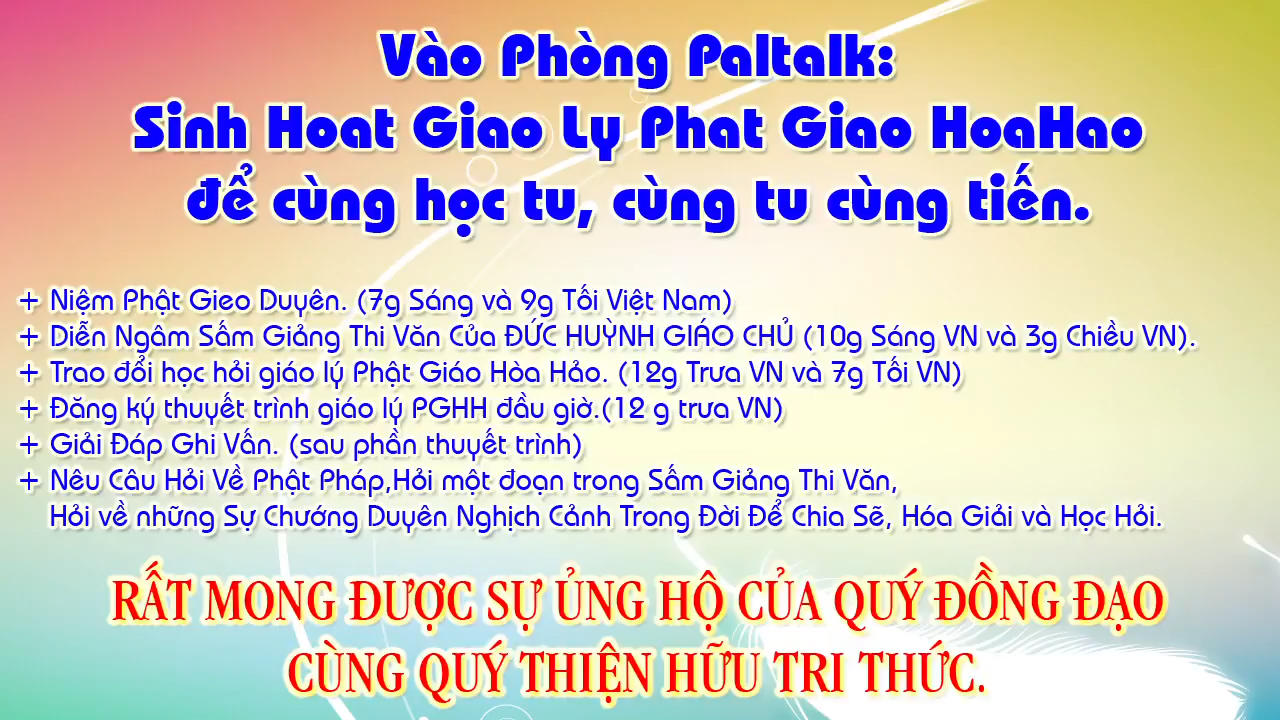 Vào Phòng Paltalk:
Sinh Hoat Giao Ly Phat Giao HoaHao
để cùng học tu, cùng tu cùng tiến.
+ Niệm Phật Gieo Duyên. (7g Sáng và 9g Tối Việt Nam)
+ Diễn Ngâm Sấm Giảng Thi Văn Của ĐỨC HUỲNH GIÁO CHỦ (10g Sáng VN và 3g Chiều VN).
+ Trao đổi học hỏi giáo lý Phật Giáo Hòa Hảo. (12g Trưa VN và 7g Tối VN)
+ Đăng ký thuyết trình giáo lý PGHH đầu giờ.(12 g trưa VN)
+ Giải Đáp Ghi Vấn. (sau phần thuyết trình)
+ Nêu Câu Hỏi Về Phật Pháp,Hỏi một đoạn trong Sấm Giảng Thi Văn,
Hỏi về những Sự Chướng Duyên Nghịch Cảnh Trong Đời Để Chia Sẽ, Hóa Giải và Học Hỏi.
RẤT MONG ĐƯỢC SỰ ỦNG HỘ CỦA QUÝ ĐỒNG ĐẠO
CÙNG QUÝ THIỆN HỮU TRI THỨC.